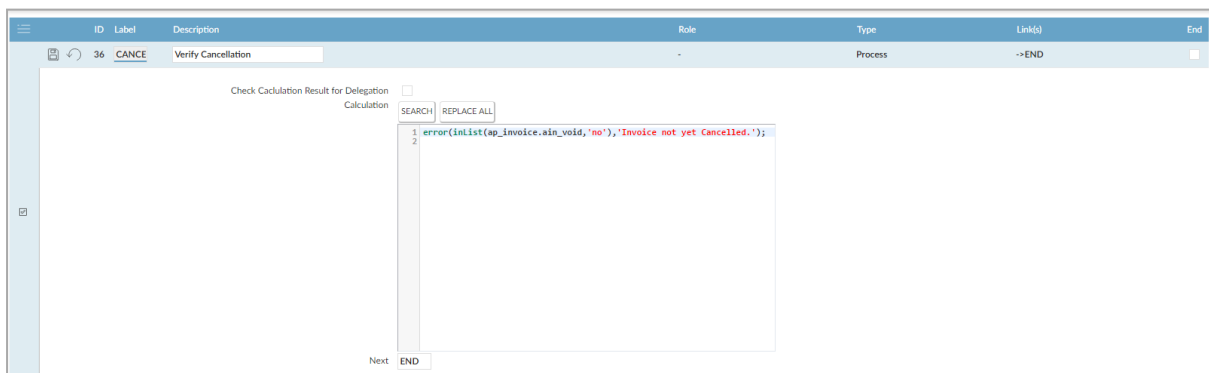 ID Label Description Role Type Link(s) End
36 CANCE Verify Cancellation - Process ->END
Check Caclulation Result for Delegation
Calculation SEARCH REPLACE ALL
1 error(inList(ap_invoice.ain_void,'no'),'Invoice not yet Cancelled.');
2
Next END